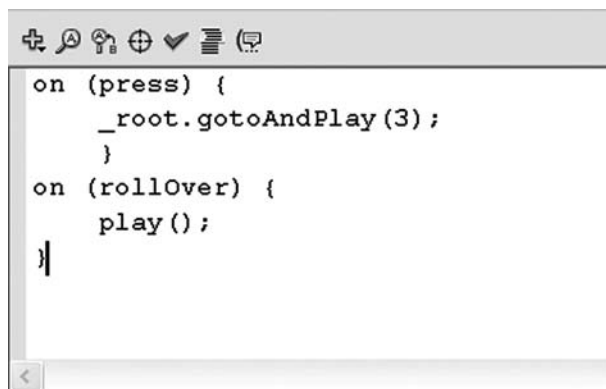 on (press) {
_root.gotoAndPlay(3);
}
on (rollOver) {
play();
}